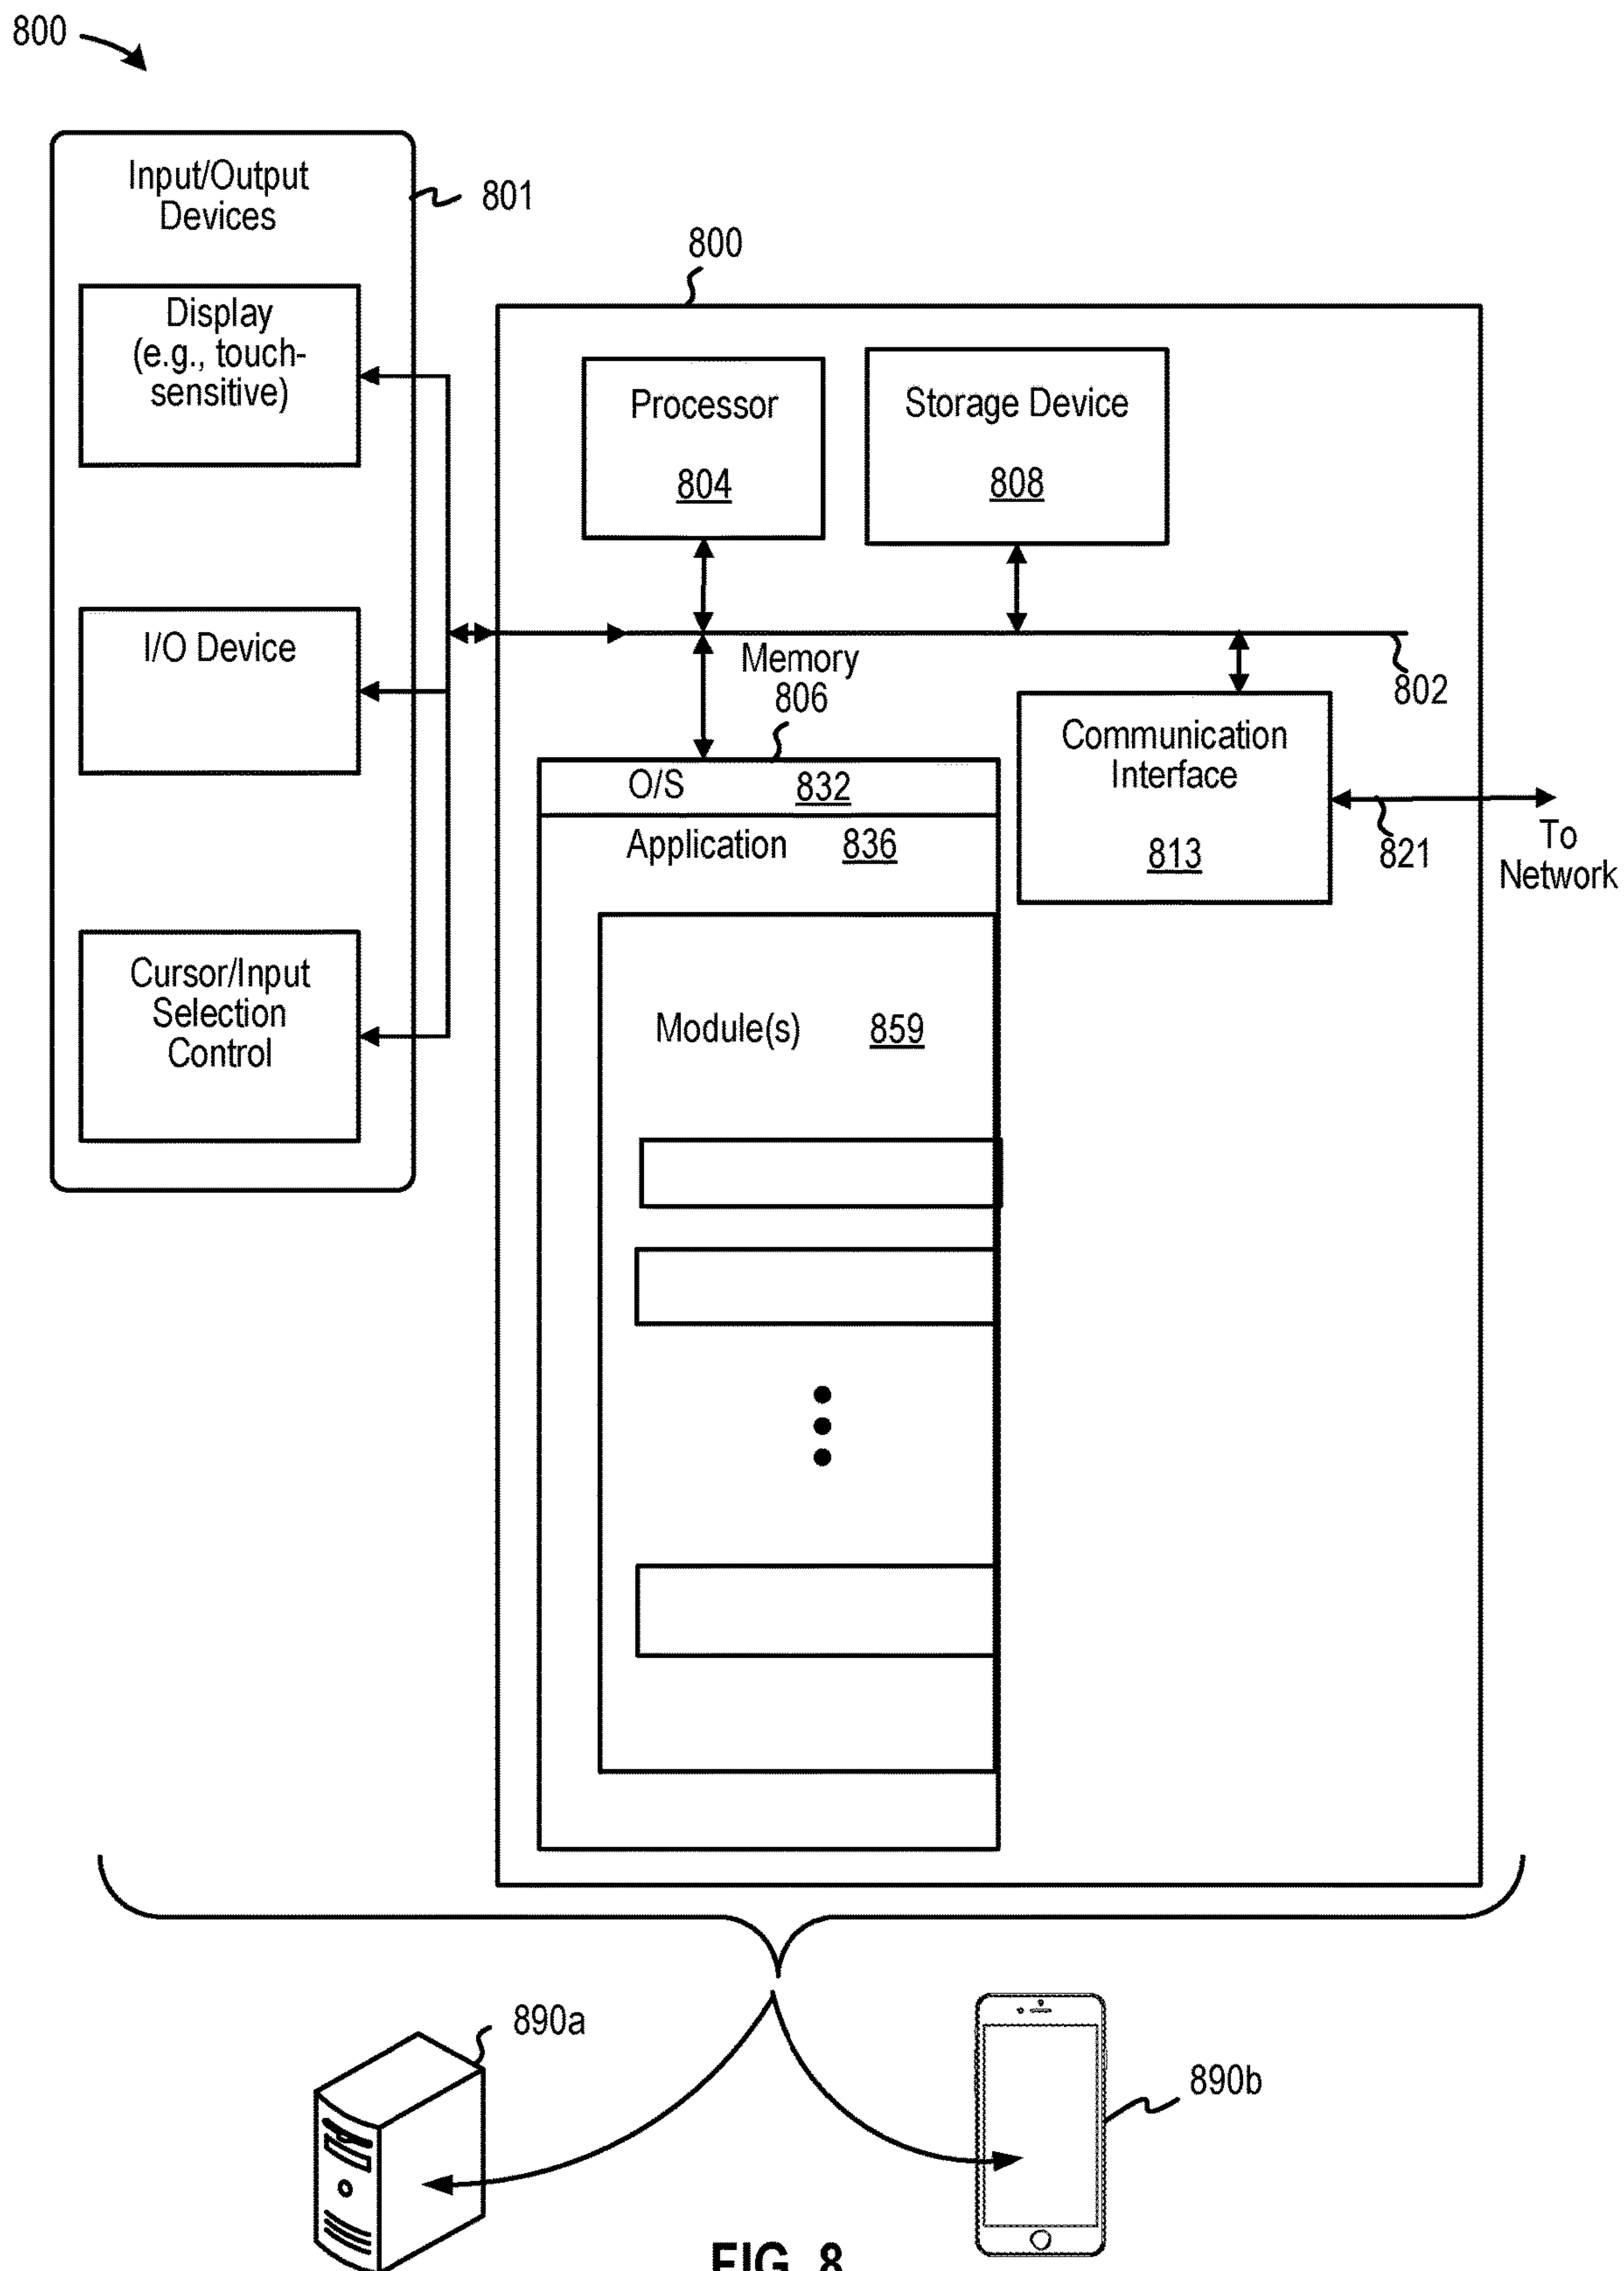 800
Input/Output
Devices
801
Display
(e.g., touch-
sensitive)
I/O Device
Cursor/Input
Selection
Control
800
Processor
804
Storage Device
808
Memory
806
802
O/S 832
Application 836
Module(s) 859
Communication
Interface
813
821
To
Network
890a
890b
FIG. 8